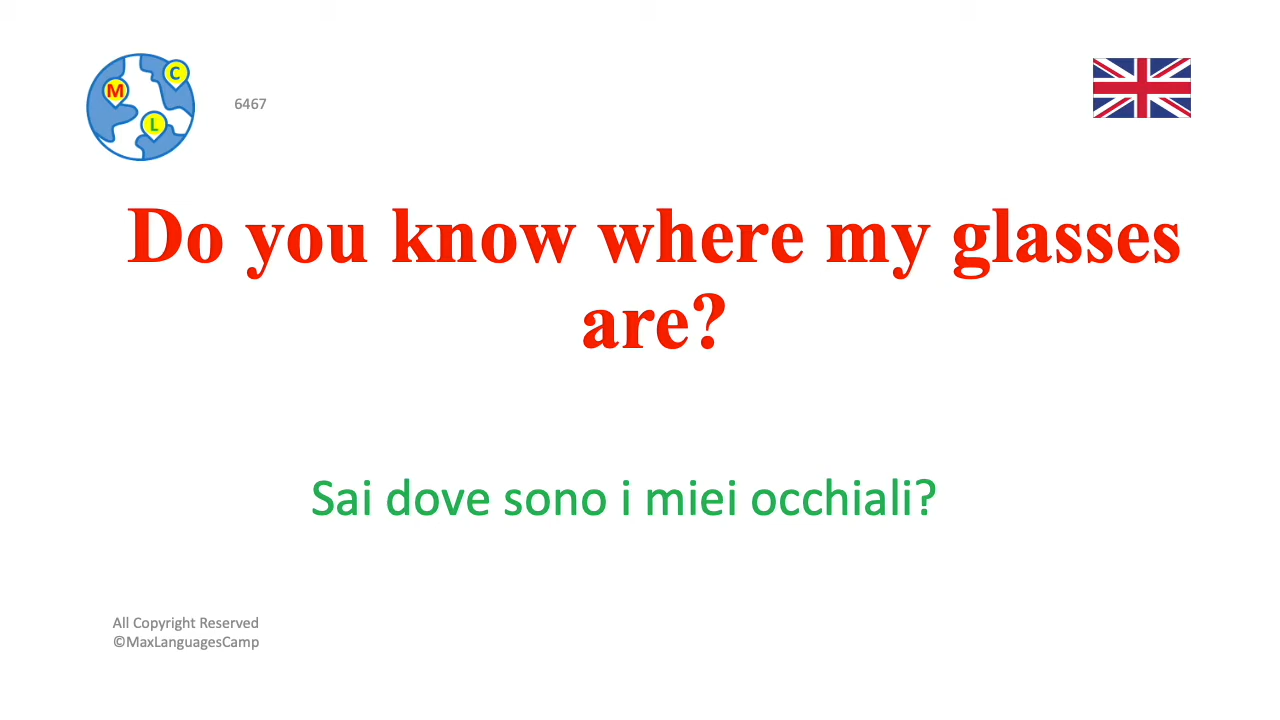 M
C
L
6467
Do you know where my glasses
are?
Sai dove sono i miei occhiali?
All Copyright Reserved
©MaxLanguagesCamp